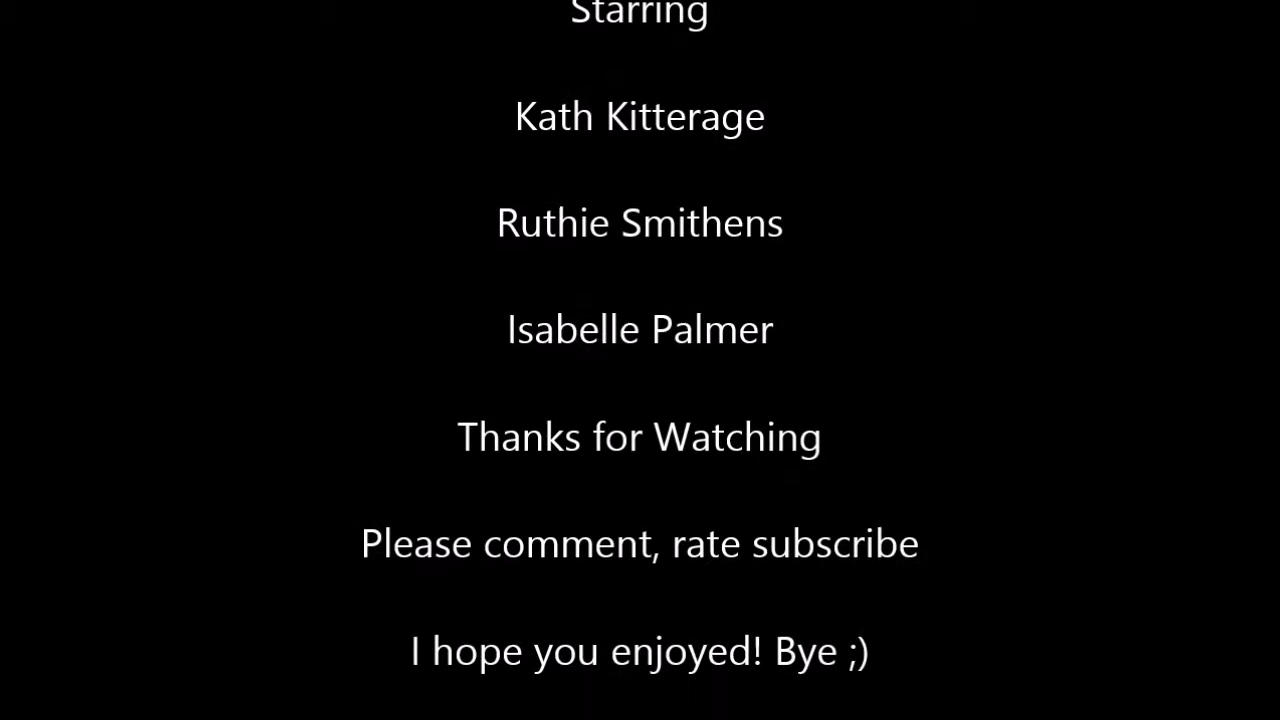 Starring
Kath Kitterage
Ruthie Smithens
Isabelle Palmer
Thanks for Watching
Please comment, rate subscribe
I hope you enjoyed! Bye ;)